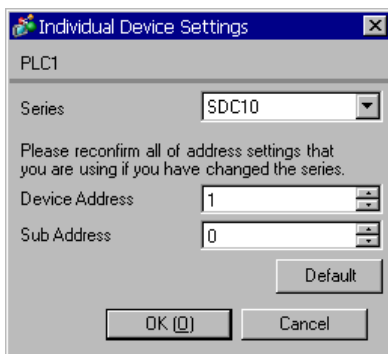 Individual Device Settings
PLC1
Series SDC10
Please reconfirm all of address settings that
you are using if you have changed the series.
Device Address 1
Sub Address 0
Default
OK (O) Cancel